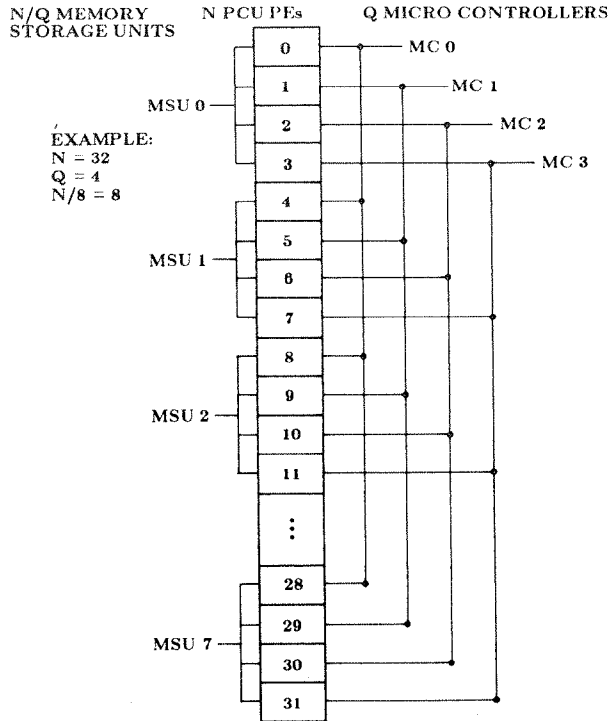 N/Q MEMORY
STORAGE UNITS
N PCU PEs
Q MICRO CONTROLLERS
0
MC 0
1
MC 1
MSU 0
2
MC 2
EXAMPLE:
N = 32
Q = 4
N/8 = 8
3
MC 3
4
5
MSU 1
6
7
8
9
MSU 2
10
11
⋮
28
29
MSU 7
30
31